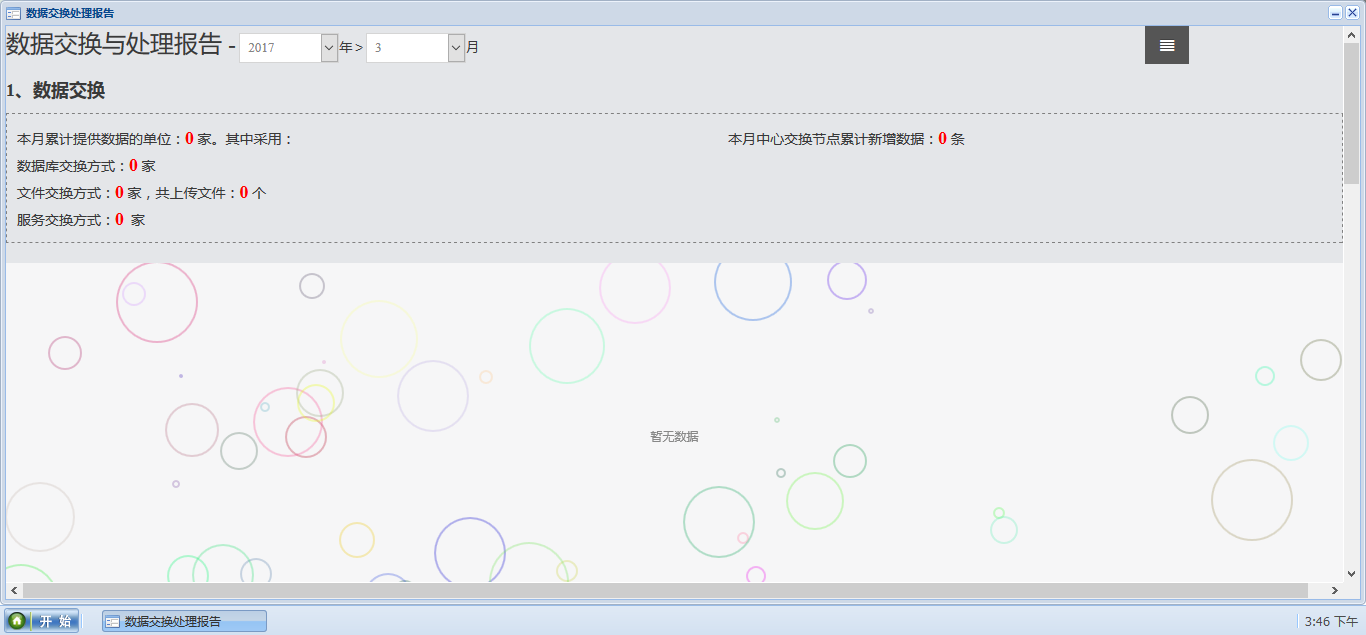 数据交换处理报告
数据交换与处理报告 - 2017 年 > 3 月
1、数据交换
本月累计提供数据的单位：0 家。其中采用：
本月中心交换节点累计新增数据：0 条
数据库交换方式：0 家
文件交换方式：0 家，共上传文件：0 个
服务交换方式：0 家
暂无数据
开 始
数据交换处理报告
3:46 下午